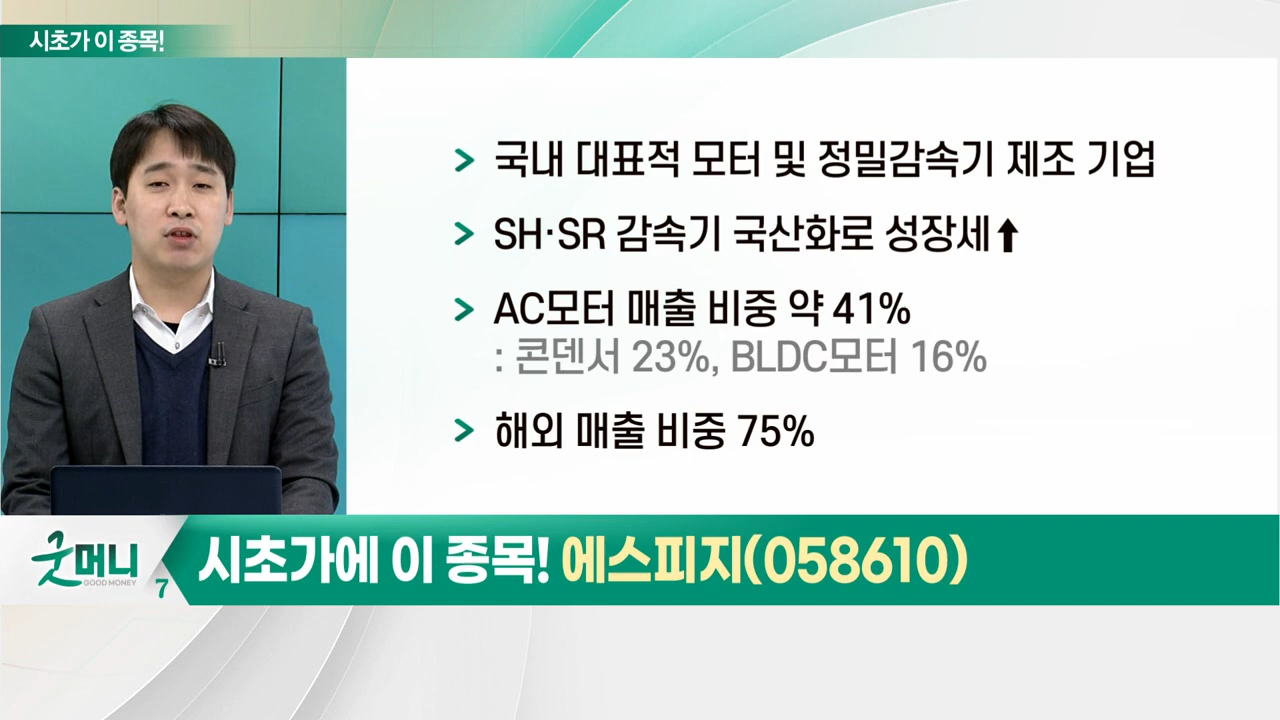 시초가 이 종목!
> 국내 대표적 모터 및 정밀감속기 제조 기업
> SH·SR 감속기 국산화로 성장세⬆
> AC모터 매출 비중 약 41%
: 콘덴서 23%, BLDC모터 16%
> 해외 매출 비중 75%
굿머니
GOOD MONEY
7
시초가에 이 종목! 에스피지(058610)